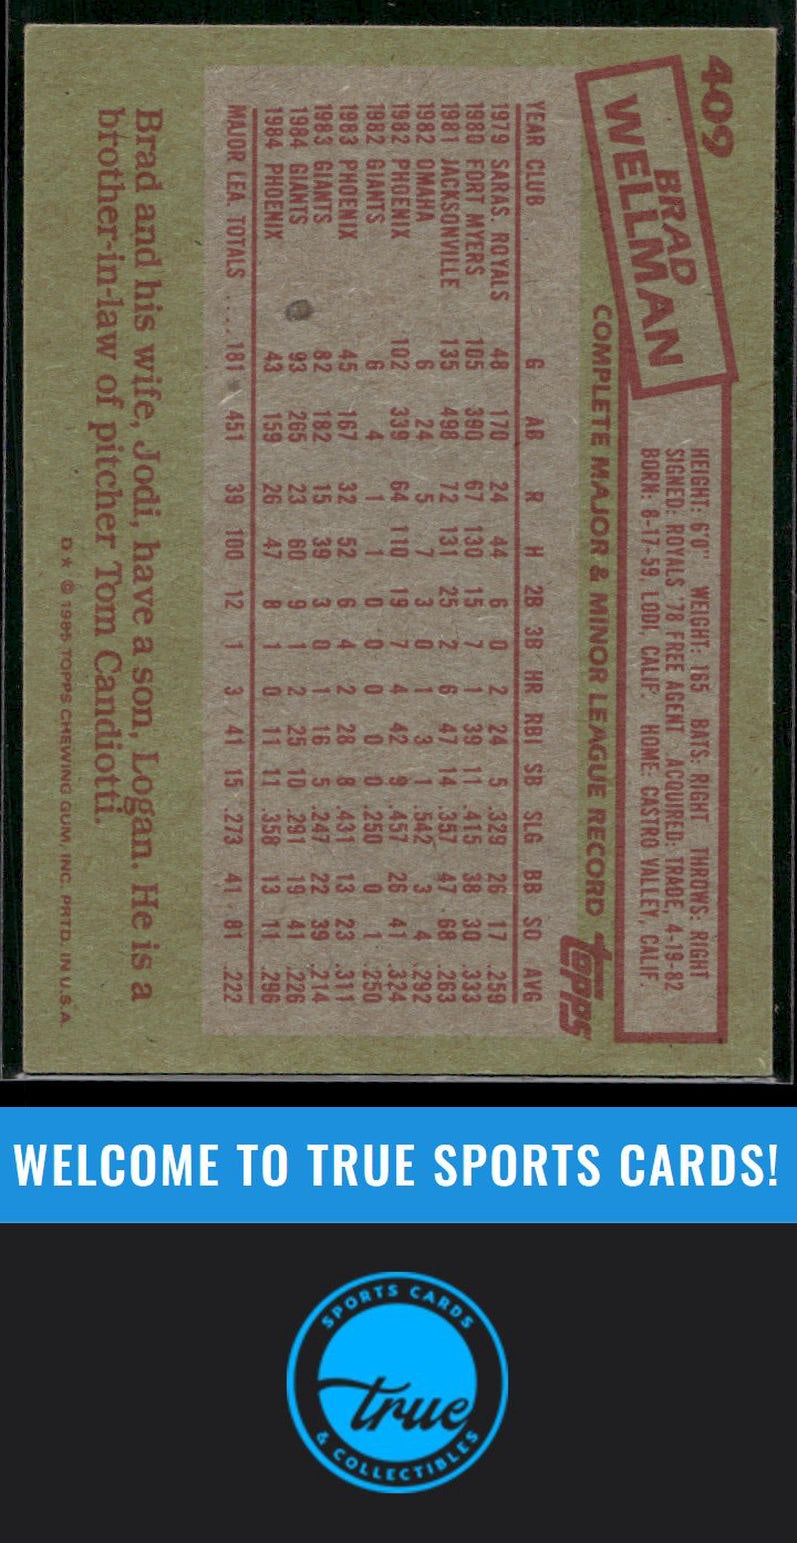 409
BRAD
WELLMAN
HEIGHT: 6'0" WEIGHT: 165 BATS: RIGHT THROWS: RIGHT
SIGNED: ROYALS '78 FREE AGENT ACQUIRED: TRADE, 4-19-82
BORN: 8-17-59, LODI, CALIF. HOME: CASTRO VALLEY, CALIF.
COMPLETE MAJOR & MINOR LEAGUE RECORD topps
YEAR CLUB G AB R H 2B 3B HR RBI SB SLG BB SO AVG
1979 SARAS. ROYALS 48 170 24 44 6 0 2 24 5 .329 26 17 .259
1980 FORT MYERS 105 390 67 130 15 7 1 39 11 .415 38 30 .333
1981 JACKSONVILLE 135 498 72 131 25 2 6 47 14 .357 47 68 .263
1982 OMAHA 6 24 5 7 3 0 1 3 1 .542 3 4 .292
1982 PHOENIX 102 339 64 110 19 7 4 42 9 .457 26 41 .324
1982 GIANTS 6 4 1 1 0 0 0 0 0 .250 0 1 .250
1983 PHOENIX 45 167 32 52 6 4 2 28 8 .431 13 23 .311
1983 GIANTS 82 182 15 39 3 0 1 16 5 .247 22 39 .214
1984 GIANTS 93 265 23 60 9 1 2 25 10 .291 19 41 .226
1984 PHOENIX 43 159 26 47 8 1 0 11 11 .358 13 11 .296
MAJOR LEA. TOTALS ..... 181 451 39 100 12 1 3 41 15 .273 41 81 .222
Brad and his wife, Jodi, have a son, Logan. He is a
brother-in-law of pitcher Tom Candiotti.
D★ © 1985 TOPPS CHEWING GUM, INC. PRTD. IN U.S.A.
WELCOME TO TRUE SPORTS CARDS!
SPORTS CARDS
true
& COLLECTIBLES